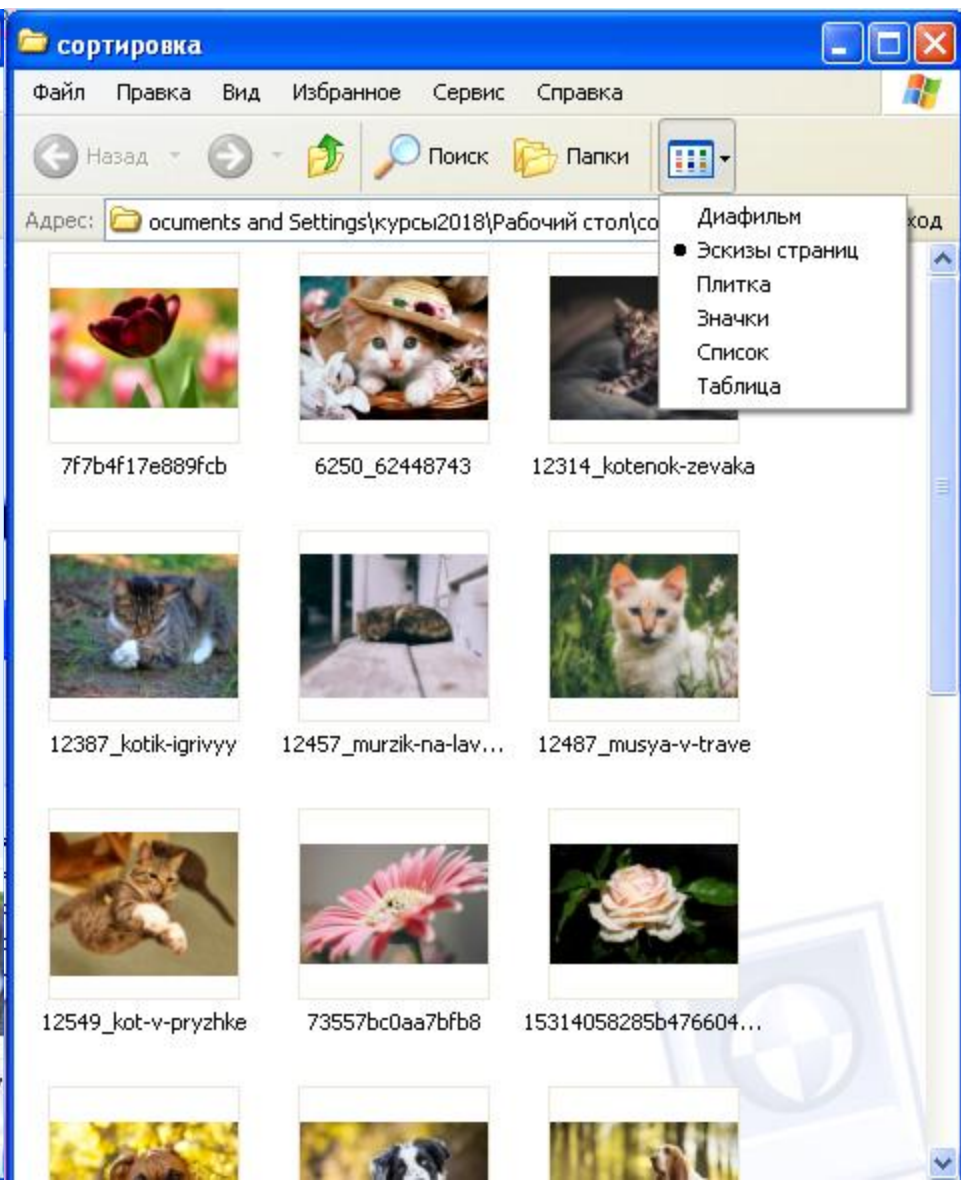 сортировка
Файл Правка Вид Избранное Сервис Справка
Назад Поиск Папки
Адрес: ocuments and Settings\курсы2018\Рабочий стол\со ход
Диафильм
Эскизы страниц
Плитка
Значки
Список
Таблица
7f7b4f17e889fcb 6250_62448743 12314_kotenok-zevaka
12387_kotik-igrivyy 12457_murzik-na-lav... 12487_musya-v-trave
12549_kot-v-pryzhke 73557bc0aa7bfb8 15314058285b476604...